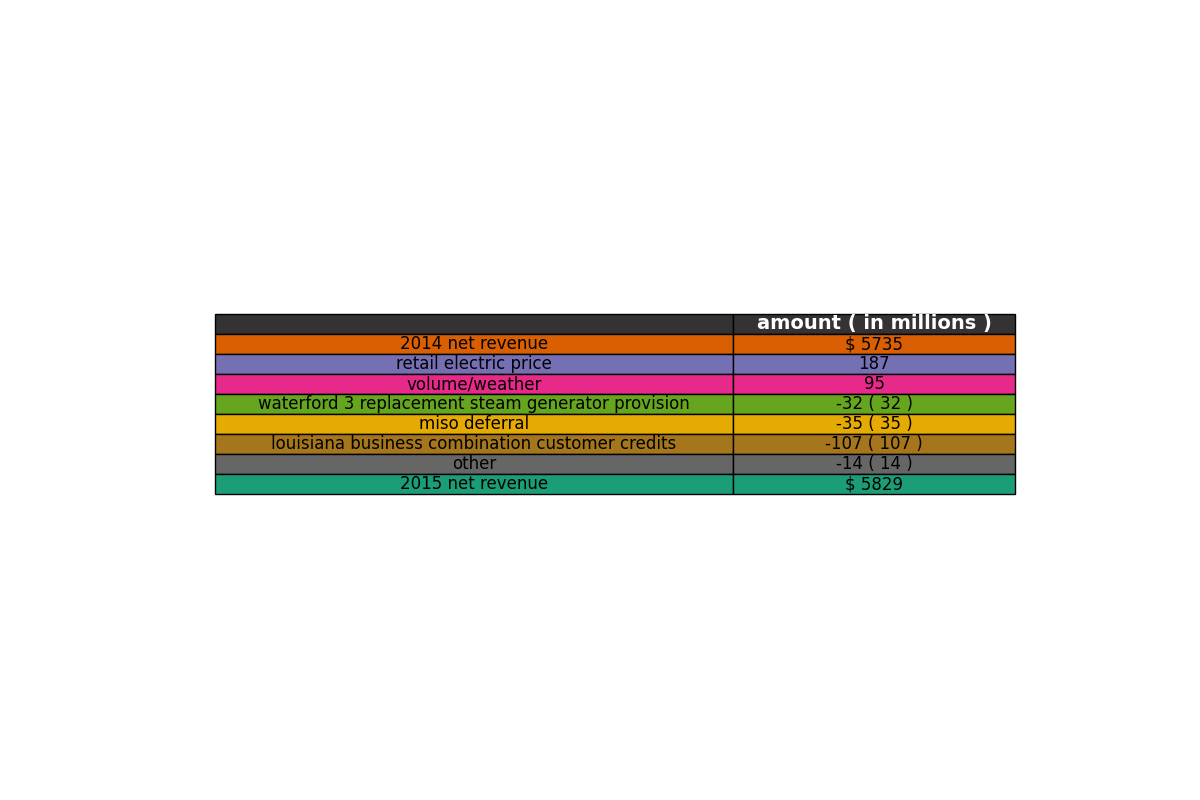 amount ( in millions )
2014 net revenue $ 5735
retail electric price 187
volume/weather 95
waterford 3 replacement steam generator provision -32 ( 32 )
miso deferral -35 ( 35 )
louisiana business combination customer credits -107 ( 107 )
other -14 ( 14 )
2015 net revenue $ 5829